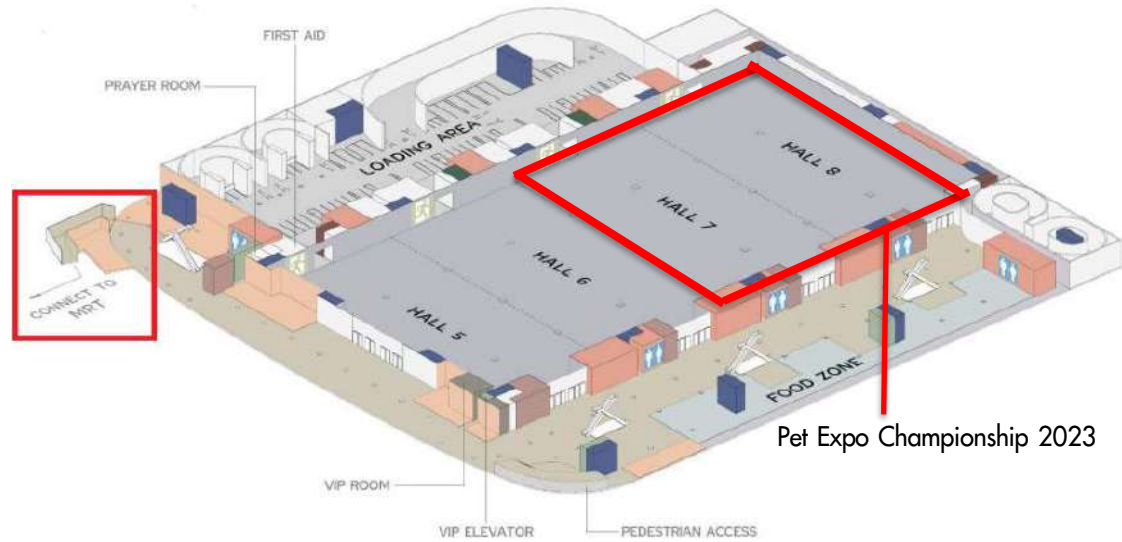 FIRST AID
PRAYER ROOM
LOADING AREA
HALL 8
HALL 7
HALL 6
HALL 5
CONNECT TO
MRT
FOOD ZONE
Pet Expo Championship 2023
VIP ROOM
VIP ELEVATOR
PEDESTRIAN ACCESS